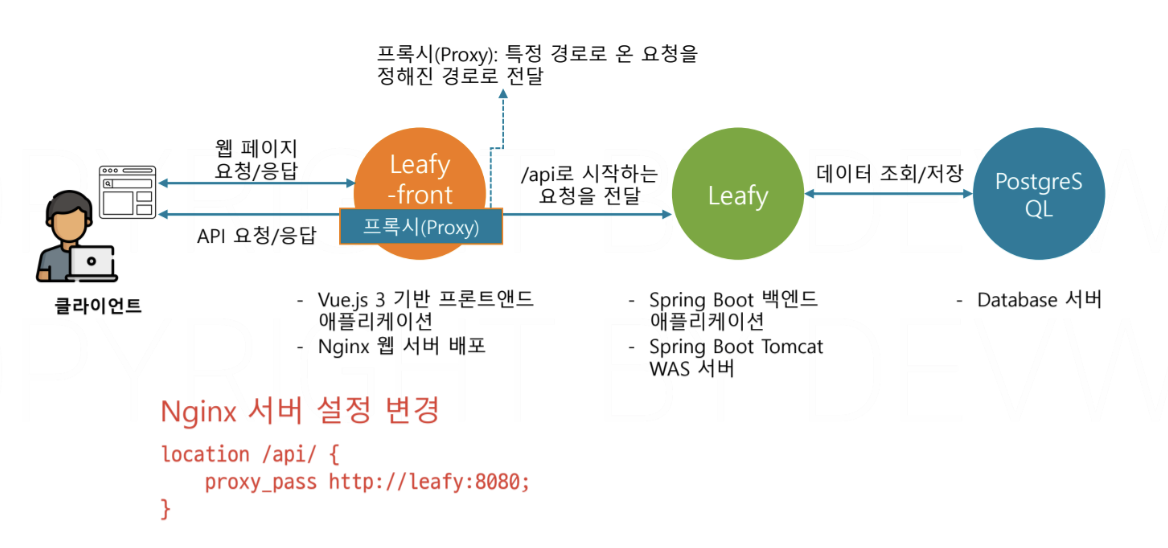 프록시(Proxy): 특정 경로로 온 요청을
정해진 경로로 전달
웹 페이지
요청/응답
API 요청/응답
클라이언트
Leafy
-front
프록시(Proxy)
/api로 시작하는
요청을 전달
Leafy
데이터 조회/저장
PostgreS
QL
- Vue.js 3 기반 프론트앤드
애플리케이션
- Nginx 웹 서버 배포
- Spring Boot 백엔드
애플리케이션
- Spring Boot Tomcat
WAS 서버
- Database 서버
Nginx 서버 설정 변경
location /api/ {
    proxy_pass http://leafy:8080;
}